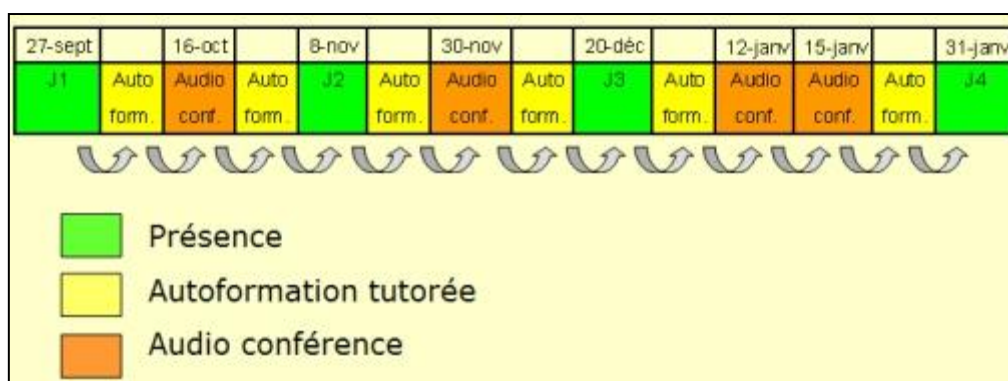 27-sept 16-oct 8-nov 30-nov 20-déc 12-janv 15-janv 31-janv
J1 Auto Audio Auto J2 Auto Audio Auto J3 Auto Audio Audio Auto J4
form. conf. form. form. conf. form. form. conf. conf. form.
Présence
Autoformation tutorée
Audio conférence